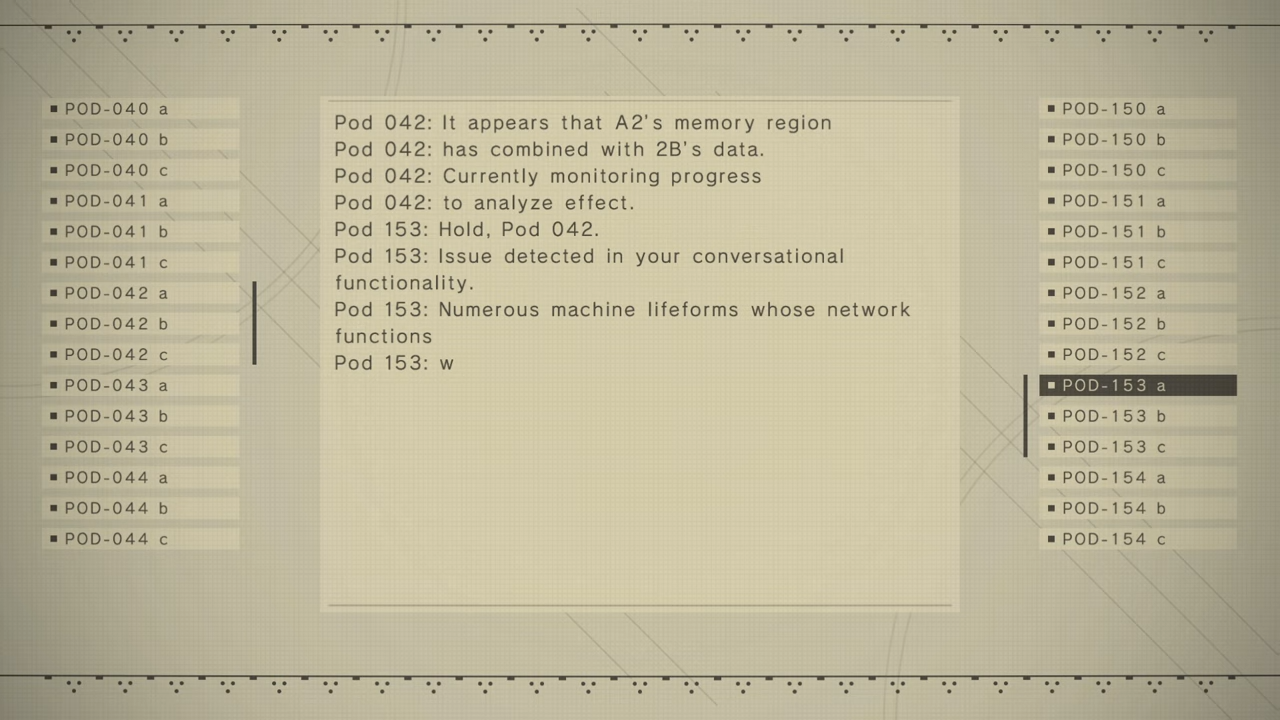 POD-040 a
POD-040 b
POD-040 c
POD-041 a
POD-041 b
POD-041 c
POD-042 a
POD-042 b
POD-042 c
POD-043 a
POD-043 b
POD-043 c
POD-044 a
POD-044 b
POD-044 c
Pod 042: It appears that A2's memory region
Pod 042: has combined with 2B's data.
Pod 042: Currently monitoring progress
Pod 042: to analyze effect.
Pod 153: Hold, Pod 042.
Pod 153: Issue detected in your conversational
functionality.
Pod 153: Numerous machine lifeforms whose network
functions
Pod 153: w
POD-150 a
POD-150 b
POD-150 c
POD-151 a
POD-151 b
POD-151 c
POD-152 a
POD-152 b
POD-152 c
POD-153 a
POD-153 b
POD-153 c
POD-154 a
POD-154 b
POD-154 c